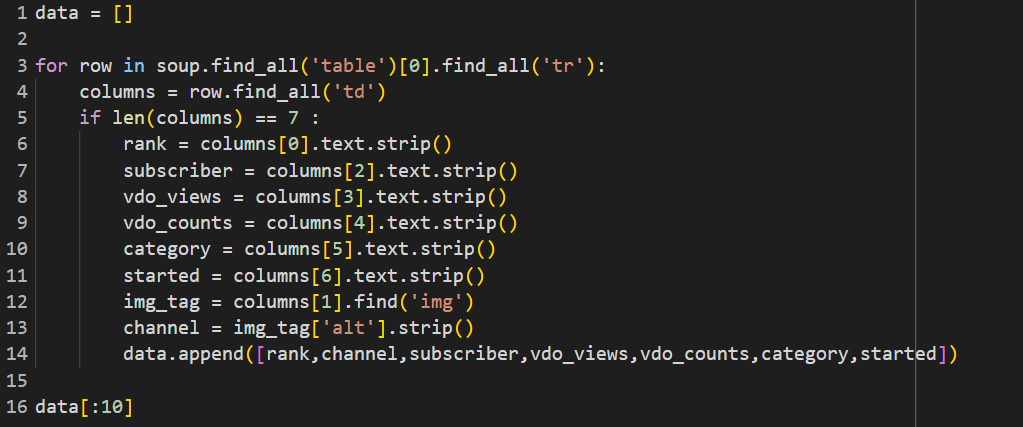 1 data = []
2
3 for row in soup.find_all('table')[0].find_all('tr'):
4     columns = row.find_all('td')
5     if len(columns) == 7 :
6         rank = columns[0].text.strip()
7         subscriber = columns[2].text.strip()
8         vdo_views = columns[3].text.strip()
9         vdo_counts = columns[4].text.strip()
10         category = columns[5].text.strip()
11         started = columns[6].text.strip()
12         img_tag = columns[1].find('img')
13         channel = img_tag['alt'].strip()
14         data.append([rank,channel,subscriber,vdo_views,vdo_counts,category,started])
15
16 data[:10]